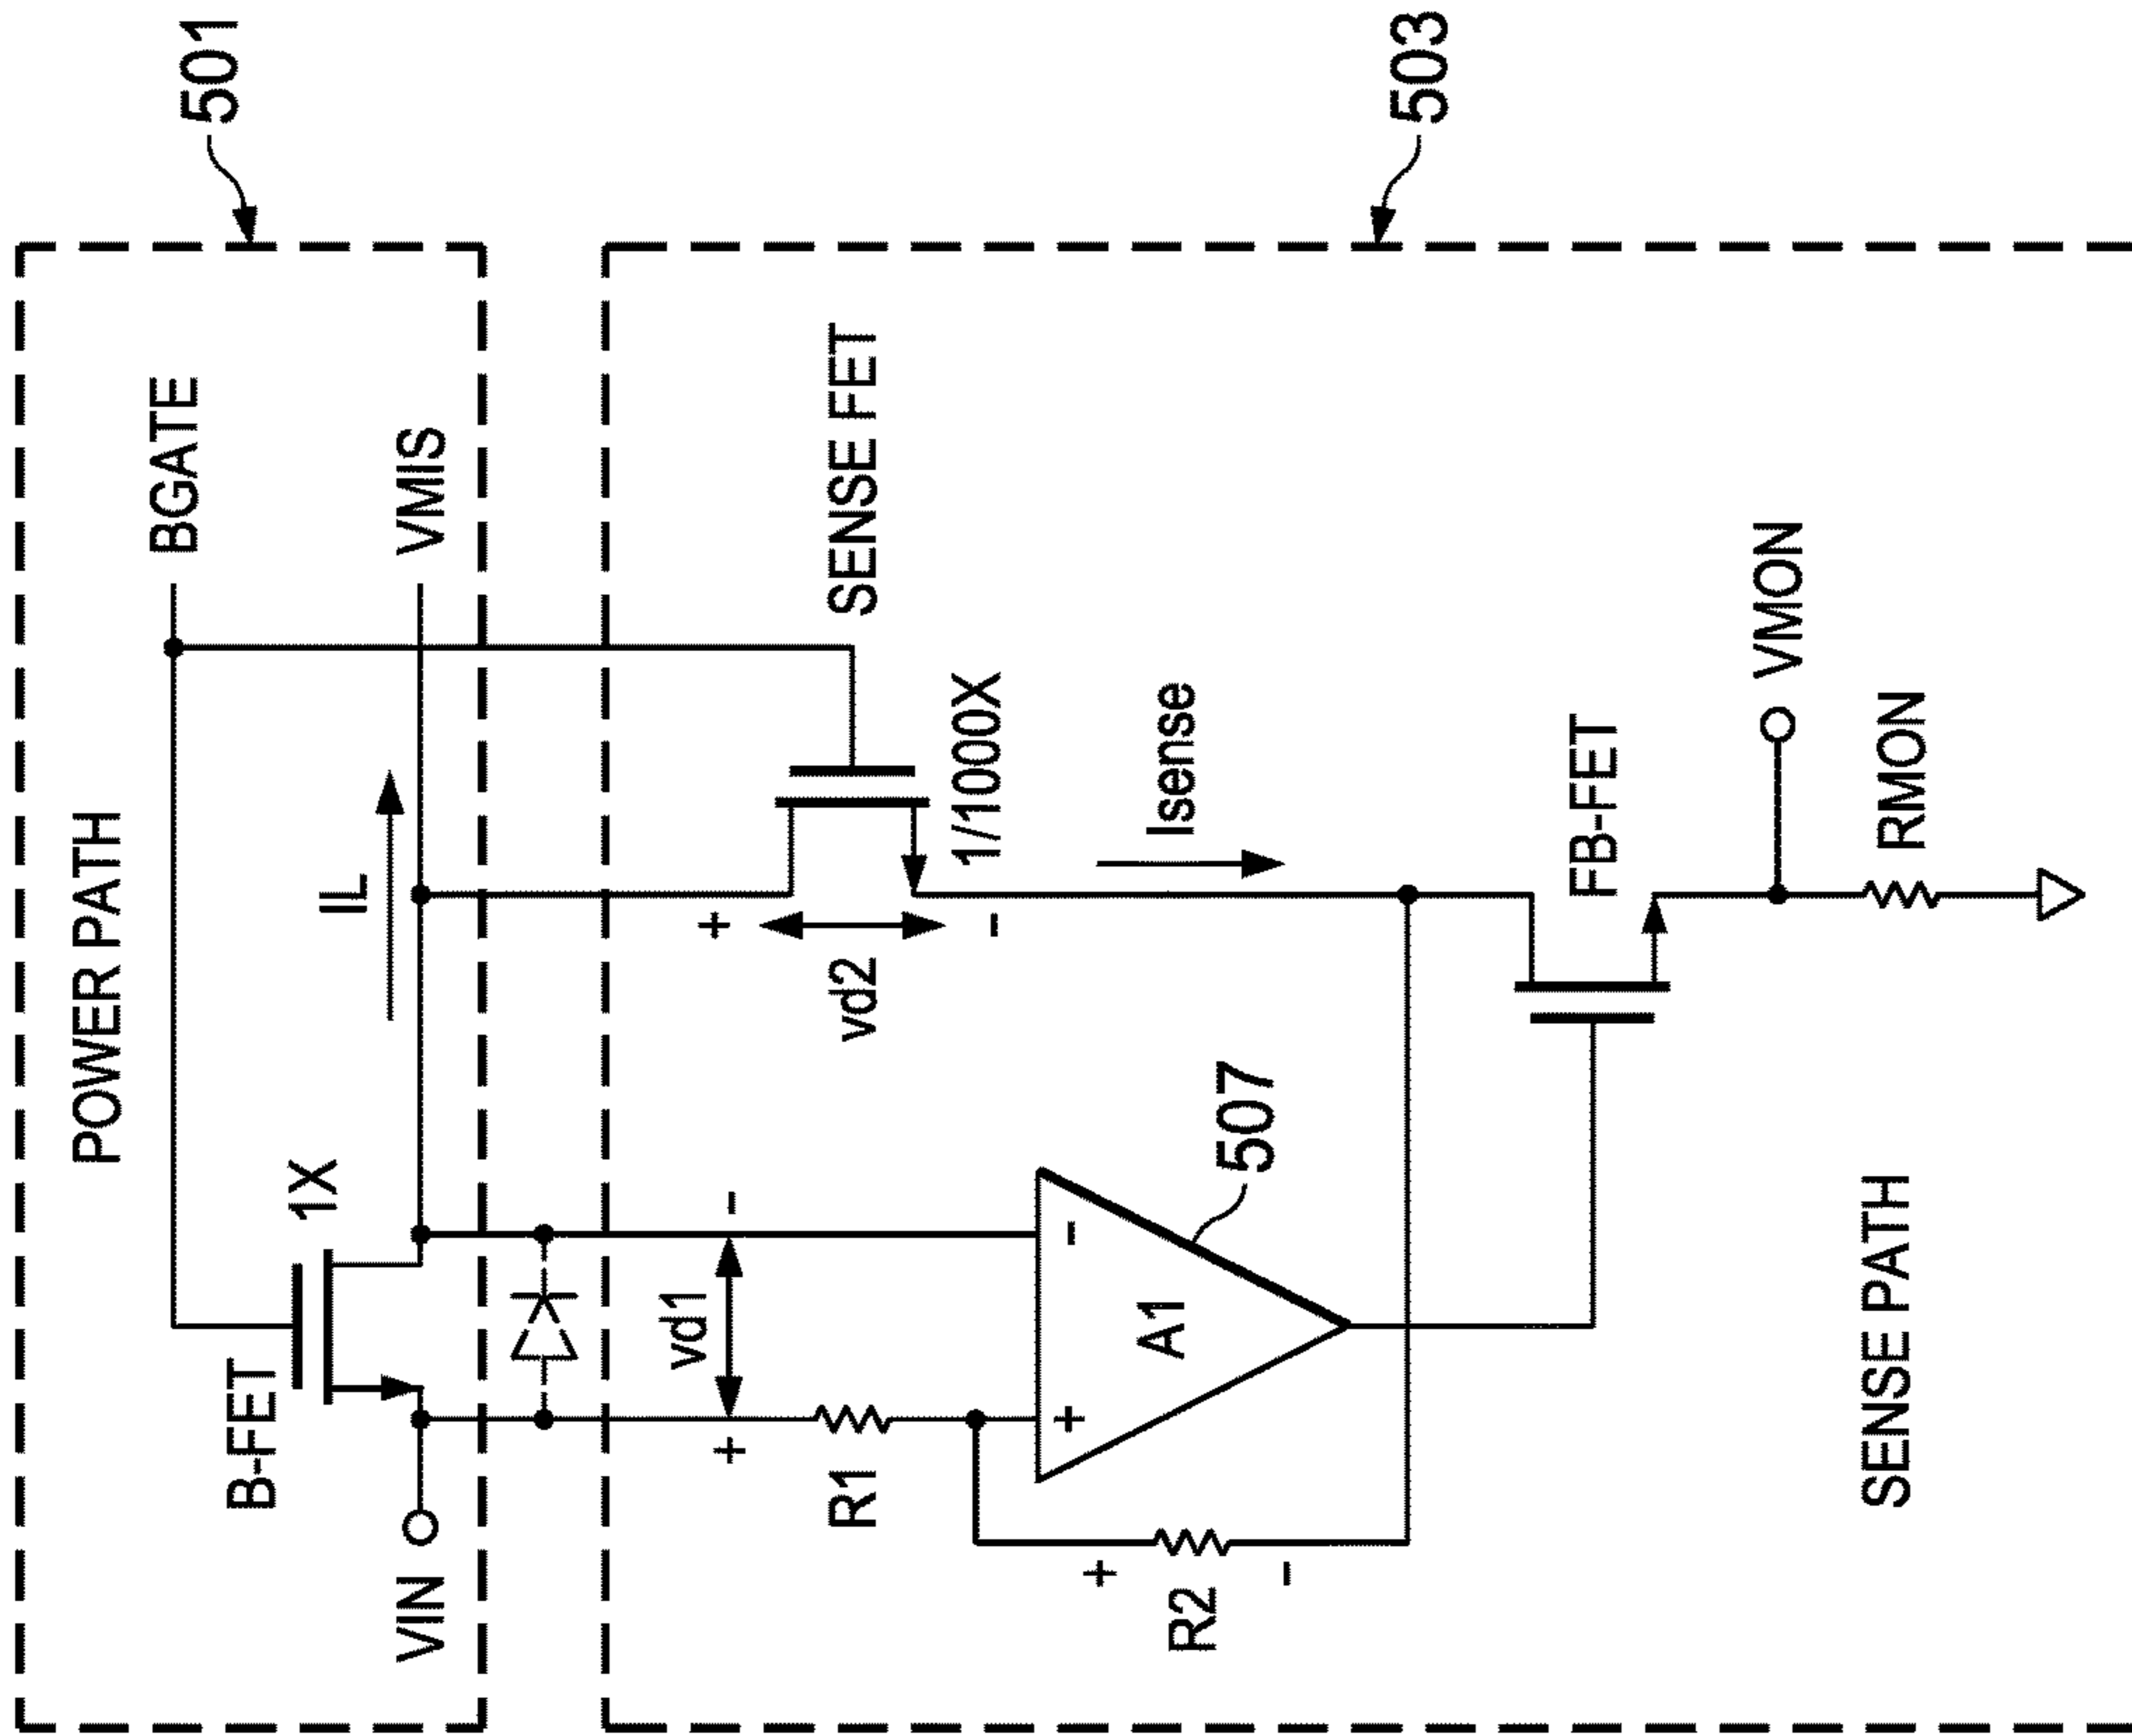 501
POWER PATH
BGATE
B-FET
1X
IL
VIN
VMIS
503
vd1
-
+
SENSE FET
R1
vd2
+
-
1/1000X
+
-
A1
507
R2
+
-
Isense
FB-FET
VMON
RMON
SENSE PATH